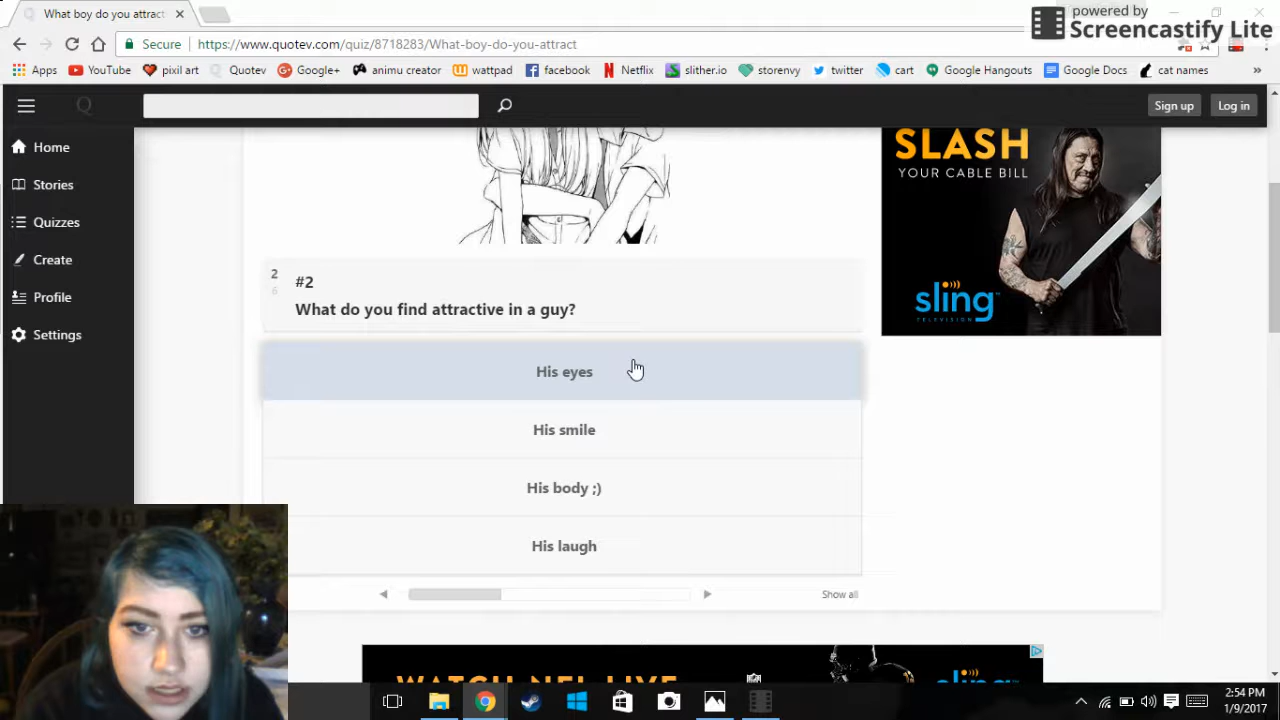 What boy do you attract
powered by
Screencastify Lite
Secure
https://www.quotev.com/quiz/8718283/What-boy-do-you-attract
Apps
YouTube
pixil art
Quotev
Google+
animu creator
wattpad
facebook
Netflix
slither.io
storenvy
twitter
cart
Google Hangouts
Google Docs
cat names
»
Q
Sign up
Log in
Home
Stories
Quizzes
Create
Profile
Settings
SLASH
YOUR CABLE BILL
sling
TELEVISION
2
6
#2
What do you find attractive in a guy?
His eyes
His smile
His body ;)
His laugh
Show all
WATCH NFL LIVE
NFL
sling
2:54 PM
1/9/2017